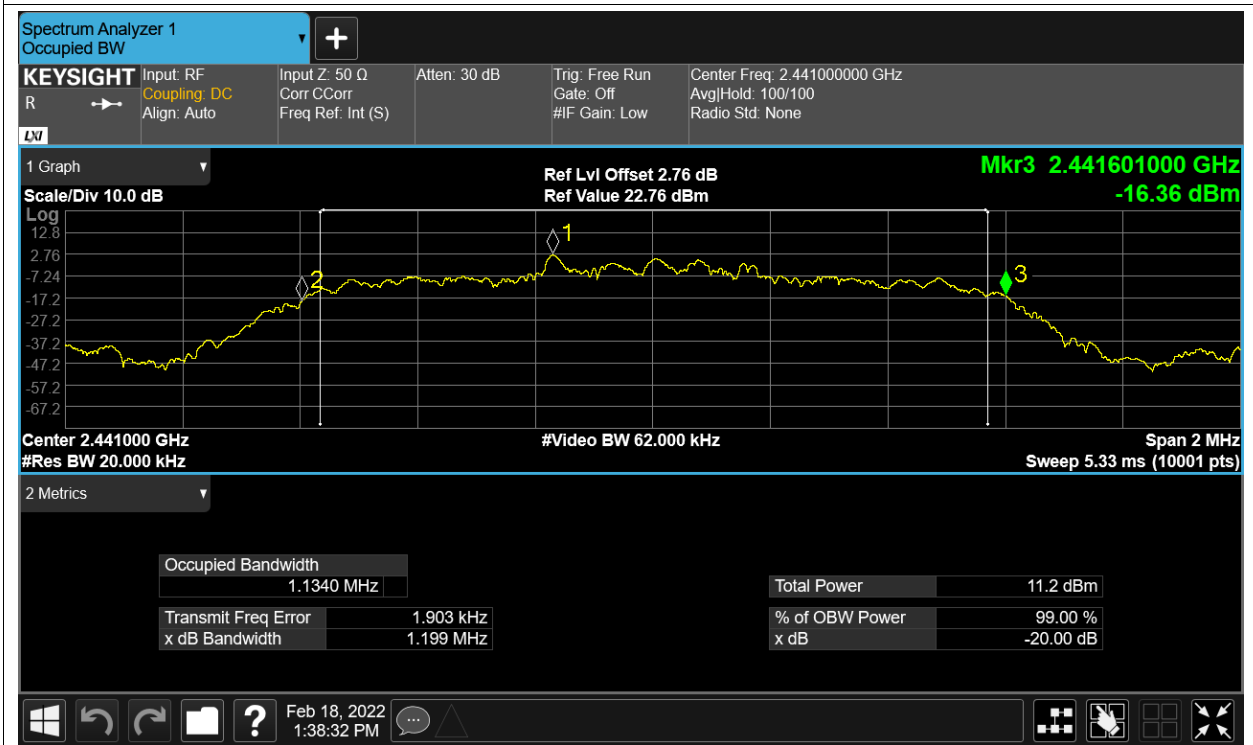 Spectrum Analyzer 1
Occupied BW
+
KEYSIGHT
R
LXI
Input: RF
Coupling: DC
Align: Auto
Input Z: 50 Ω
Corr CCorr
Freq Ref: Int (S)
Atten: 30 dB
Trig: Free Run
Gate: Off
#IF Gain: Low
Center Freq: 2.441000000 GHz
Avg|Hold: 100/100
Radio Std: None
1 Graph
Scale/Div 10.0 dB
Ref Lvl Offset 2.76 dB
Ref Value 22.76 dBm
Mkr3 2.441601000 GHz
-16.36 dBm
Log
12.8
2.76
-7.24
-17.2
-27.2
-37.2
-47.2
-57.2
-67.2
1
2
3
Center 2.441000 GHz
#Res BW 20.000 kHz
#Video BW 62.000 kHz
Span 2 MHz
Sweep 5.33 ms (10001 pts)
2 Metrics
Occupied Bandwidth
1.1340 MHz
Transmit Freq Error 1.903 kHz
x dB Bandwidth 1.199 MHz
Total Power 11.2 dBm
% of OBW Power 99.00 %
x dB -20.00 dB
?
Feb 18, 2022
1:38:32 PM